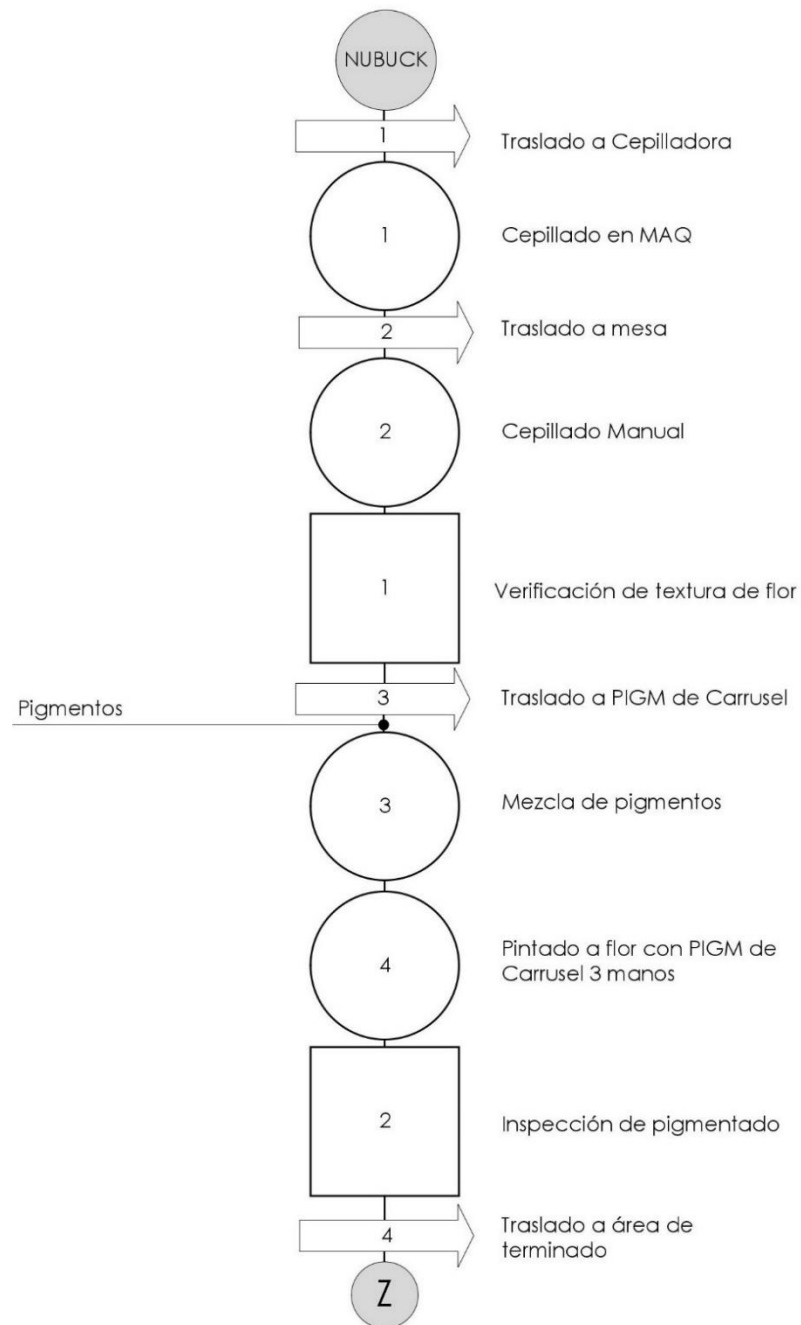 NUBUCK
1
Traslado a Cepilladora
1
Cepillado en MAQ
2
Traslado a mesa
2
Cepillado Manual
1
Verificación de textura de flor
3
Traslado a PIGM de Carrusel
Pigmentos
3
Mezcla de pigmentos
4
Pintado a flor con PIGM de
Carrusel 3 manos
2
Inspección de pigmentado
4
Traslado a área de
terminado
Z